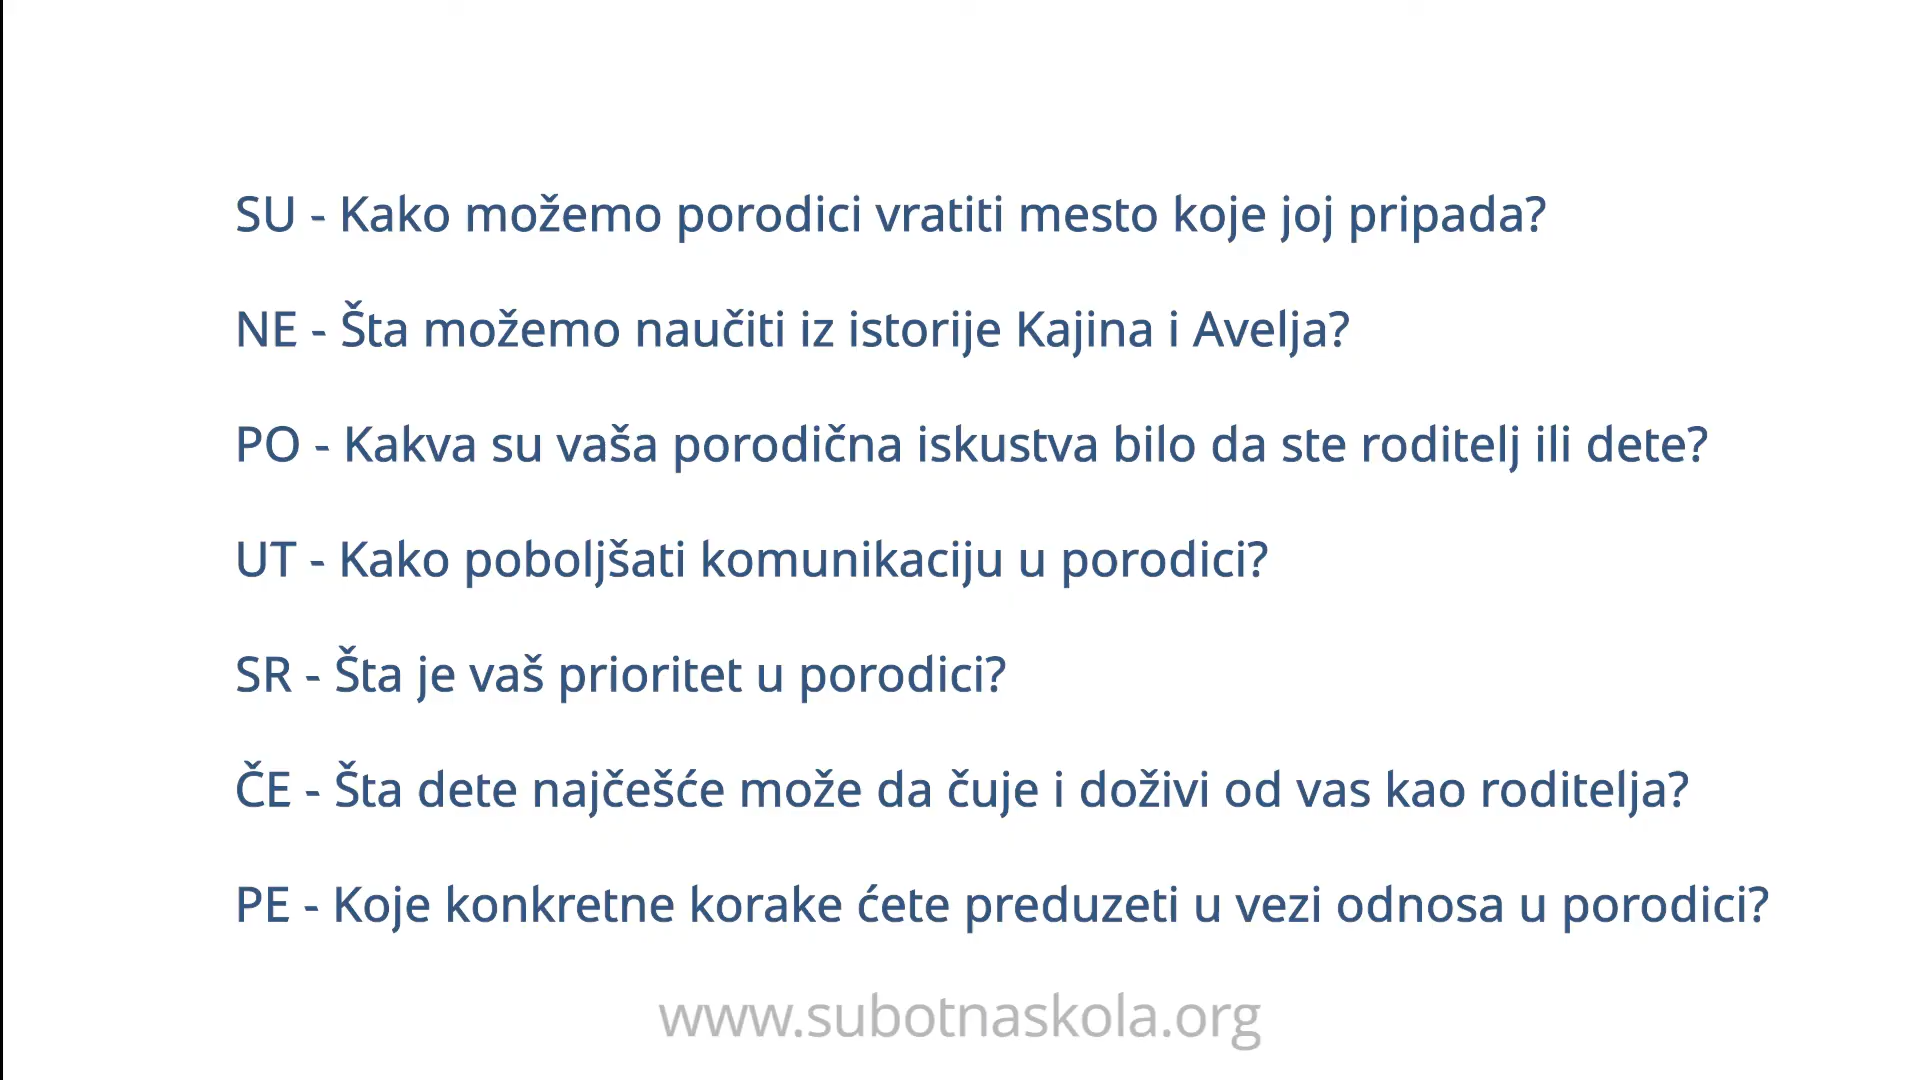 SU - Kako možemo porodici vratiti mesto koje joj pripada?
NE - Šta možemo naučiti iz istorije Kajina i Avelja?
PO - Kakva su vaša porodična iskustva bilo da ste roditelj ili dete?
UT - Kako poboljšati komunikaciju u porodici?
SR - Šta je vaš prioritet u porodici?
ČE - Šta dete najčešće može da čuje i doživi od vas kao roditelja?
PE - Koje konkretne korake ćete preduzeti u vezi odnosa u porodici?
www.subotnaskola.org